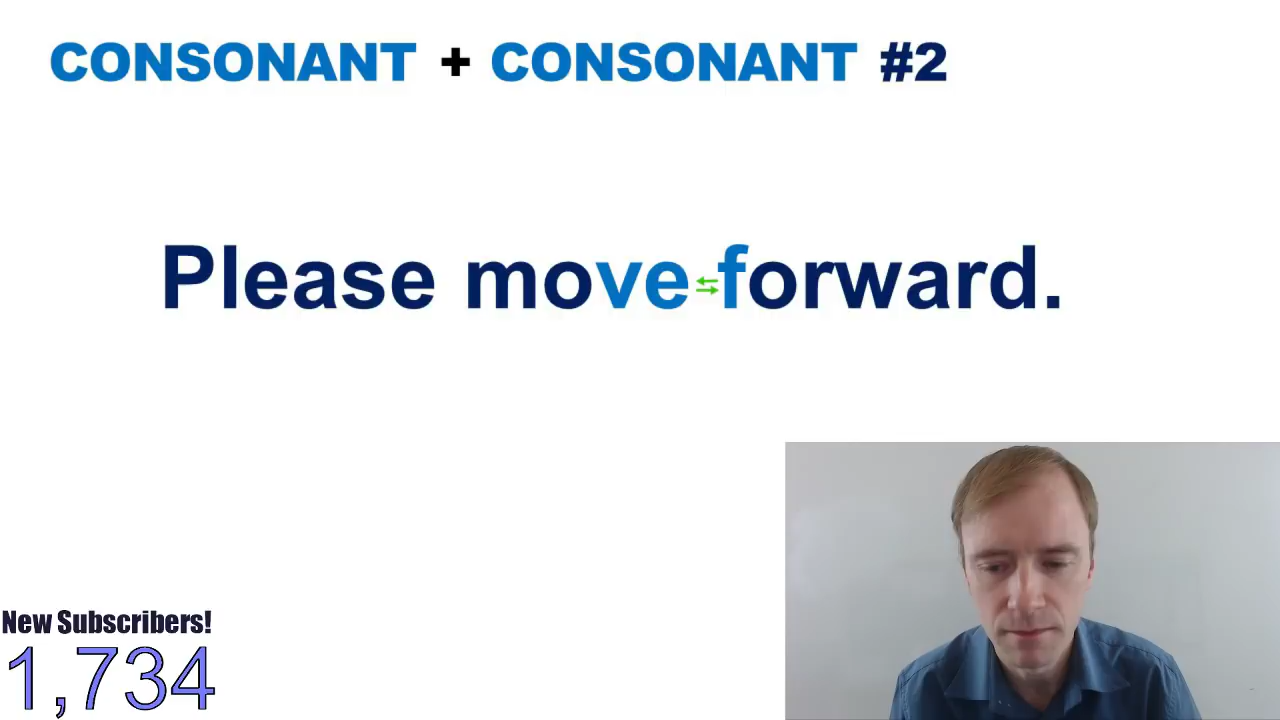 CONSONANT + CONSONANT #2
Please move forward.
New Subscribers!
1,734